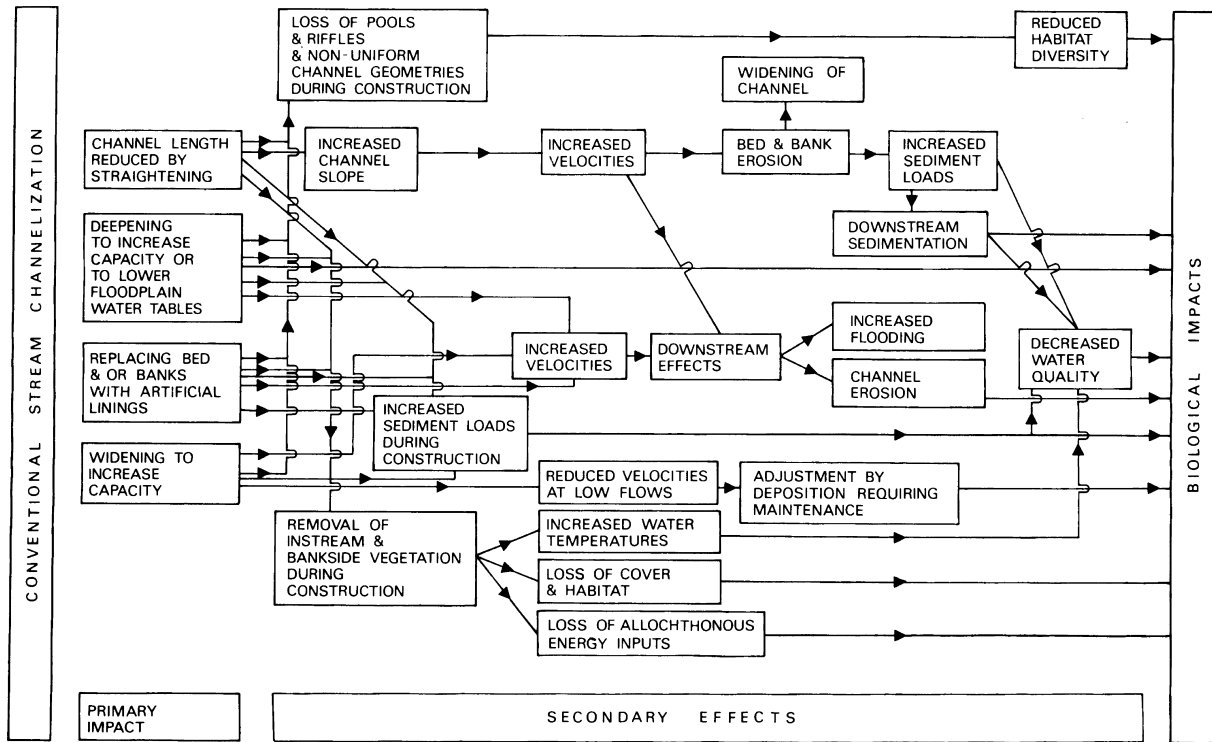 CONVENTIONAL STREAM CHANNELIZATION
LOSS OF POOLS
& RIFFLES
& NON-UNIFORM
CHANNEL GEOMETRIES
DURING CONSTRUCTION
REDUCED
HABITAT
DIVERSITY
WIDENING OF
CHANNEL
CHANNEL LENGTH
REDUCED BY
STRAIGHTENING
INCREASED
CHANNEL
SLOPE
INCREASED
VELOCITIES
BED & BANK
EROSION
INCREASED
SEDIMENT
LOADS
DOWNSTREAM
SEDIMENTATION
DEEPENING
TO INCREASE
CAPACITY OR
TO LOWER
FLOODPLAIN
WATER TABLES
INCREASED
VELOCITIES
DOWNSTREAM
EFFECTS
INCREASED
FLOODING
CHANNEL
EROSION
DECREASED
WATER
QUALITY
REPLACING BED
& OR BANKS
WITH ARTIFICIAL
LININGS
INCREASED
SEDIMENT LOADS
DURING
CONSTRUCTION
WIDENING TO
INCREASE
CAPACITY
REDUCED VELOCITIES
AT LOW FLOWS
ADJUSTMENT BY
DEPOSITION REQUIRING
MAINTENANCE
REMOVAL OF
INSTREAM &
BANKSIDE VEGETATION
DURING
CONSTRUCTION
INCREASED WATER
TEMPERATURES
LOSS OF COVER
& HABITAT
LOSS OF ALLOCHTHONOUS
ENERGY INPUTS
BIOLOGICAL IMPACTS
PRIMARY
IMPACT
SECONDARY EFFECTS